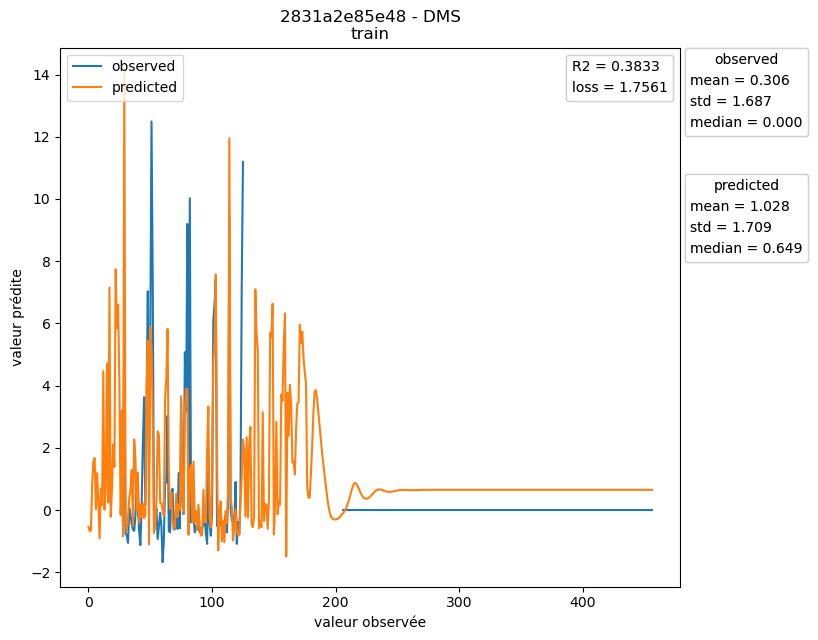 2831a2e85e48 - DMS
train
observed
predicted
R2 = 0.3833
loss = 1.7561
observed
mean = 0.306
std = 1.687
median = 0.000
predicted
mean = 1.028
std = 1.709
median = 0.649
valeur prédite
14
12
10
8
6
4
2
0
−2
0
100
200
300
400
valeur observée